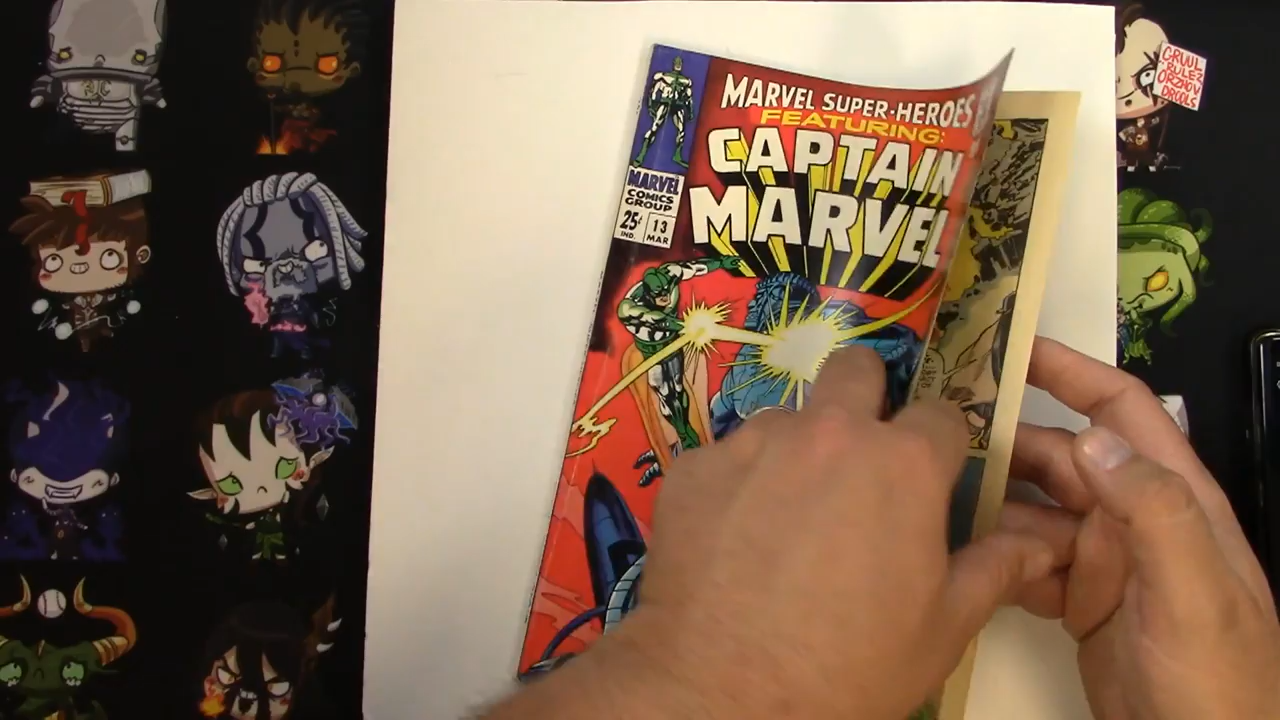 MARVEL SUPER-HEROES
FEATURING:
CAPTAIN
MARVEL
MARVEL
COMICS
GROUP
25¢
IND.
13
MAR
GRUUL
RULEZ
ORZHOV
DROOLS